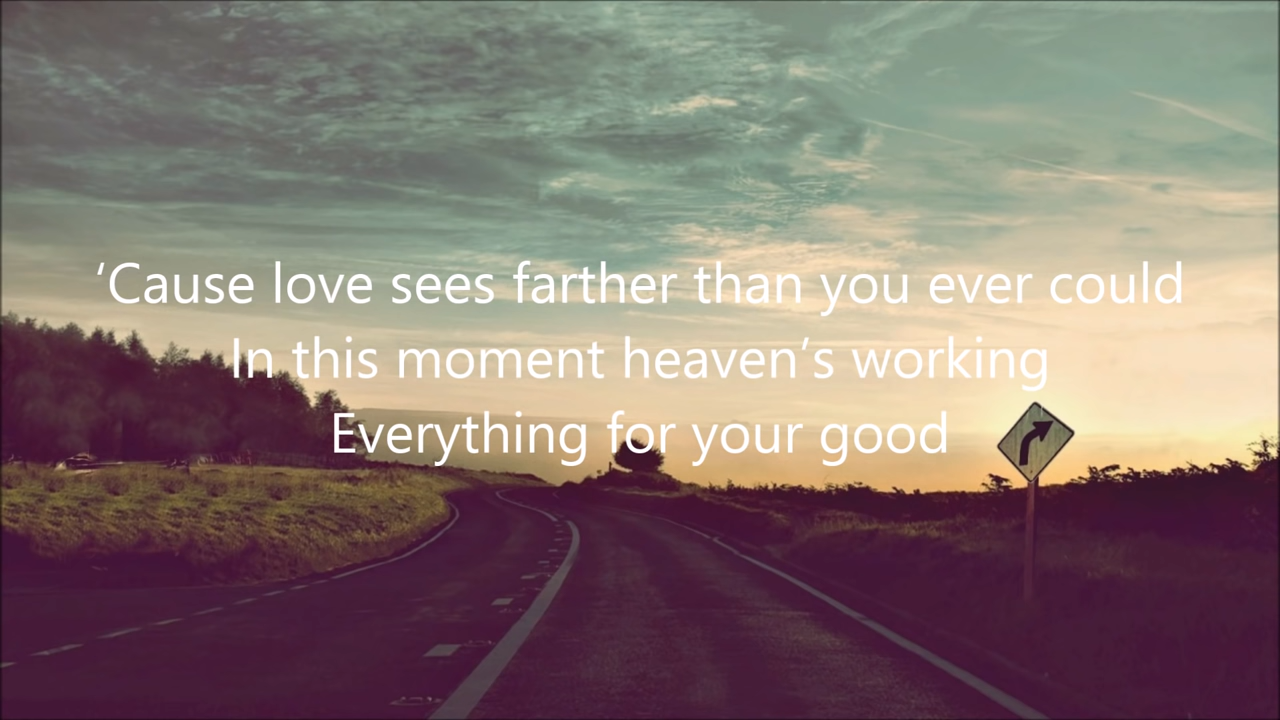 ‘Cause love sees farther than you ever could
In this moment heaven’s working
Everything for your good